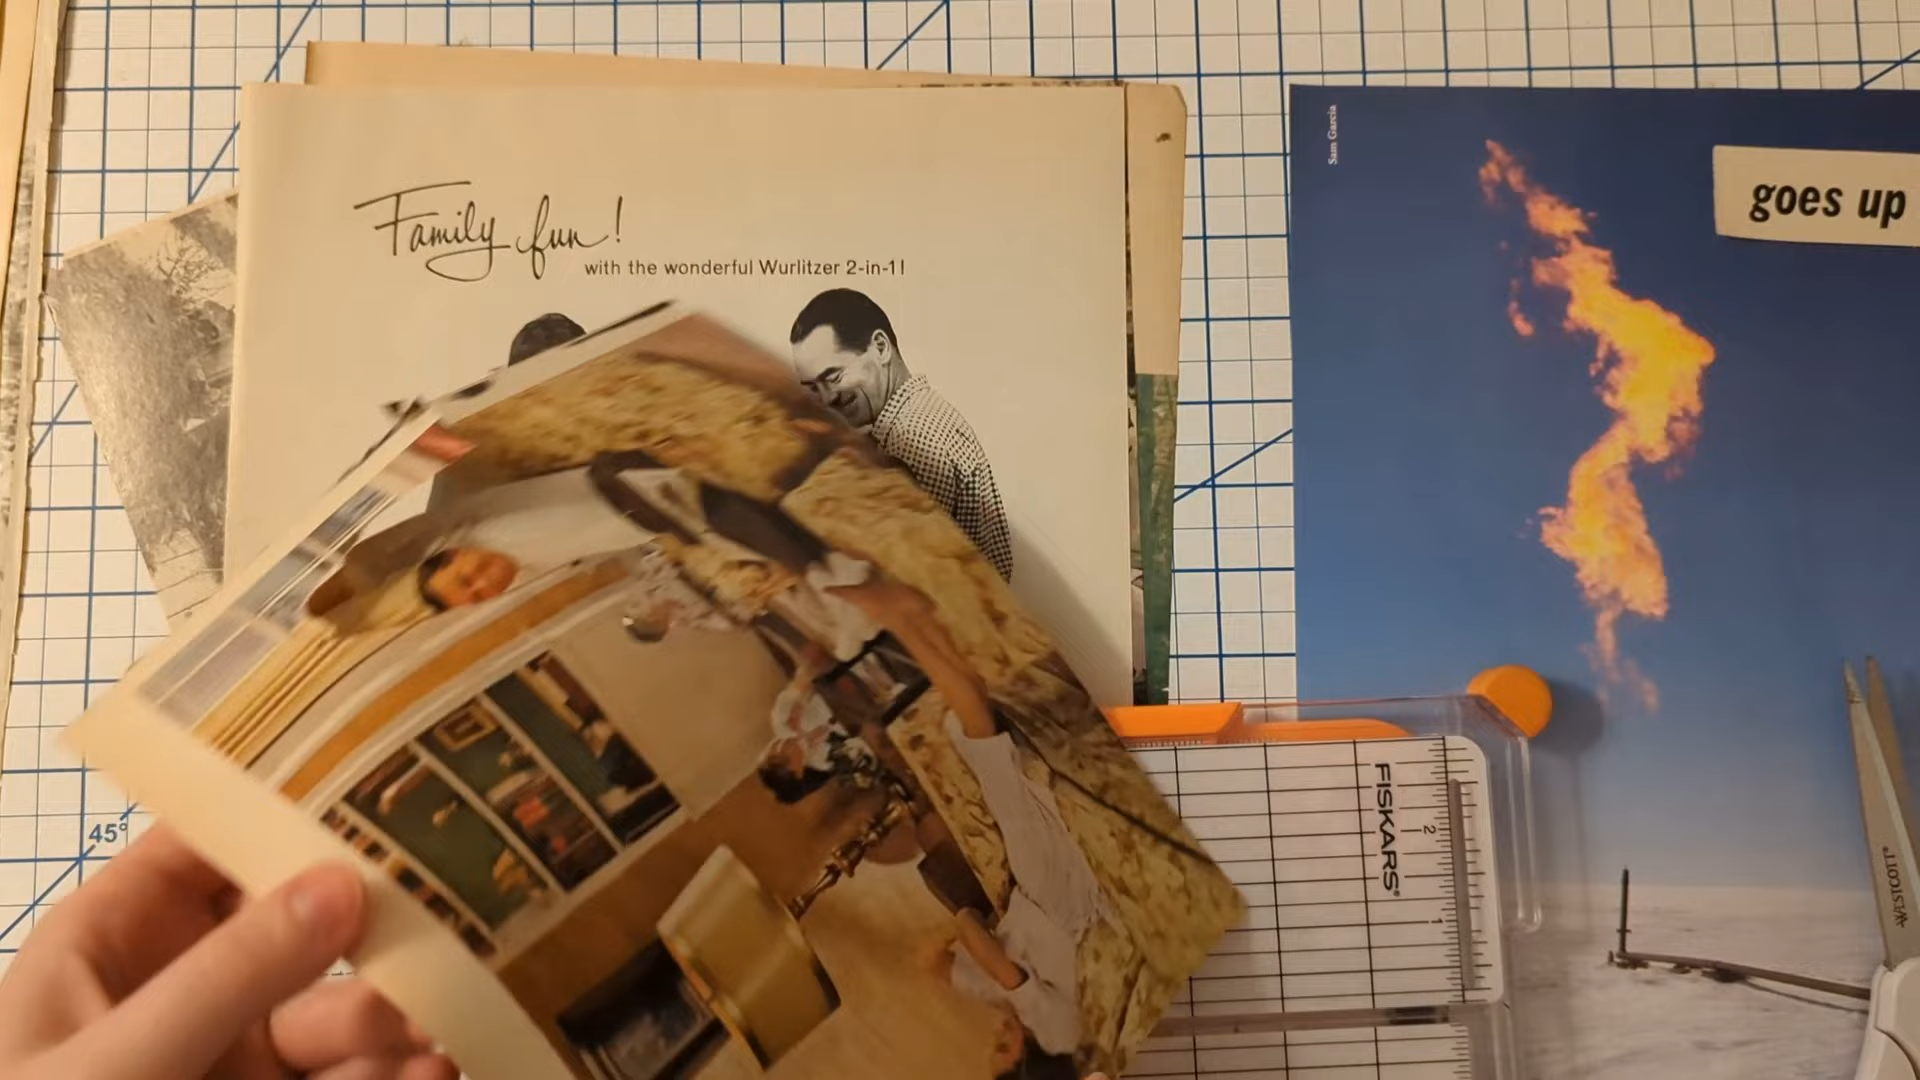 Family fun!
with the wonderful Wurlitzer 2-in-1!
Sam Garcia
goes up
45°
FISKARS®
2
1
WESTCOTT®